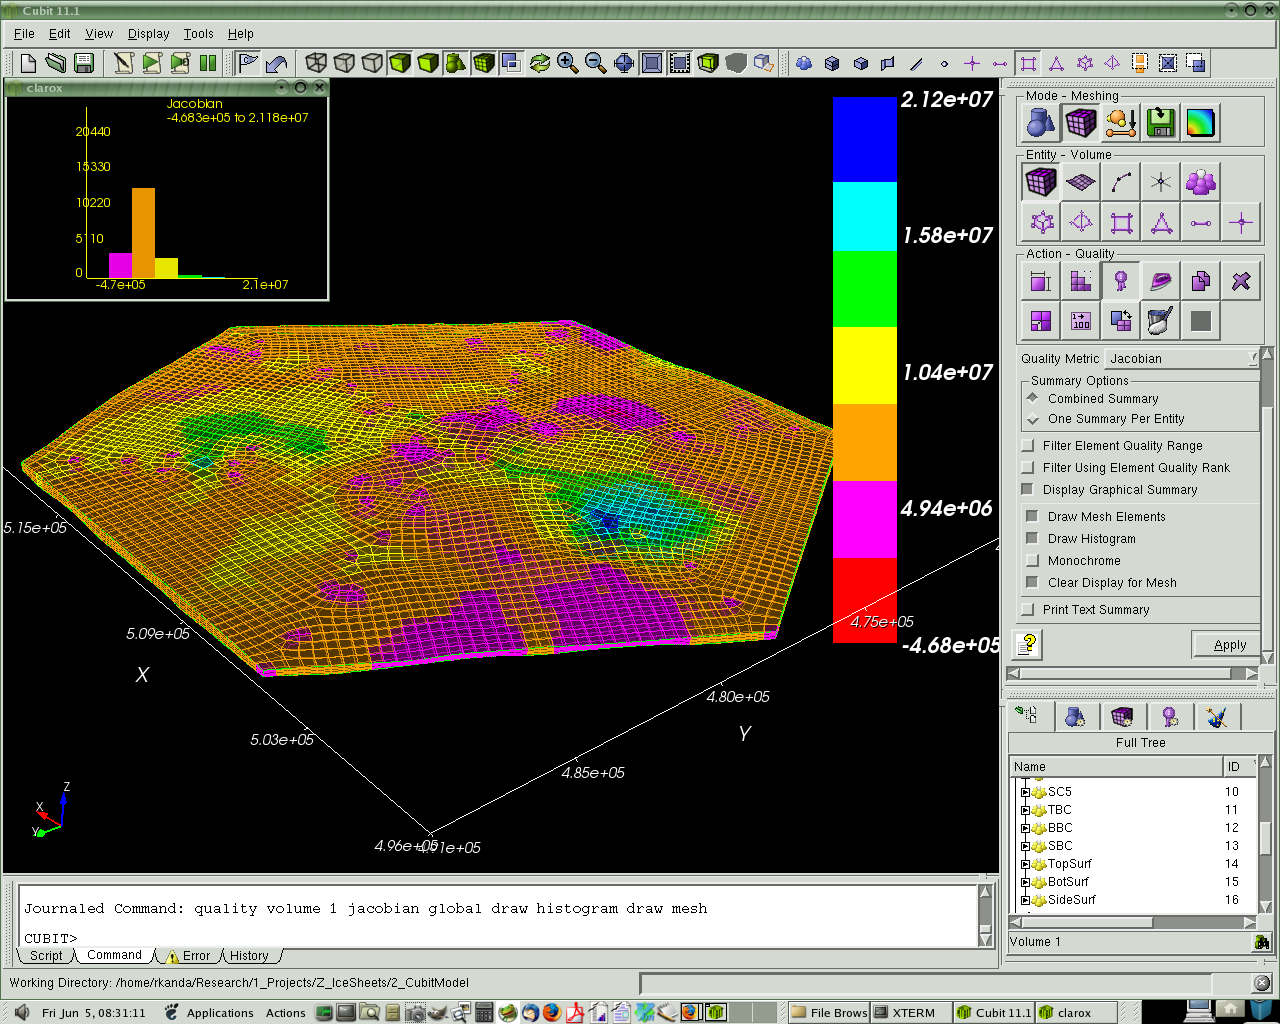 Cubit 11.1
File Edit View Display Tools Help
clarox
Jacobian
-4.683e+05 to 2.118e+07
20440
15330
10220
5110
0
-4.7e+05 2.1e+07
2.12e+07
1.58e+07
1.04e+07
4.94e+06
-4.68e+05
5.15e+05
5.09e+05
X
5.03e+05
4.96e+05
4.75e+05
4.80e+05
Y
4.85e+05
Z
X
Y
Mode - Meshing
Entity - Volume
Action - Quality
Quality Metric Jacobian
Summary Options
Combined Summary
One Summary Per Entity
Filter Element Quality Range
Filter Using Element Quality Rank
Display Graphical Summary
Draw Mesh Elements
Draw Histogram
Monochrome
Clear Display for Mesh
Print Text Summary
Apply
Full Tree
Name ID
SC5 10
TBC 11
BBC 12
SBC 13
TopSurf 14
BotSurf 15
SideSurf 16
Volume 1
Journaled Command: quality volume 1 jacobian global draw histogram draw mesh
CUBIT>
Script Command Error History
Working Directory: /home/rkanda/Research/1_Projects/Z_IceSheets/2_CubitModel
Fri Jun 5, 08:31:11 Applications Actions File Brows XTERM Cubit 11.1 clarox